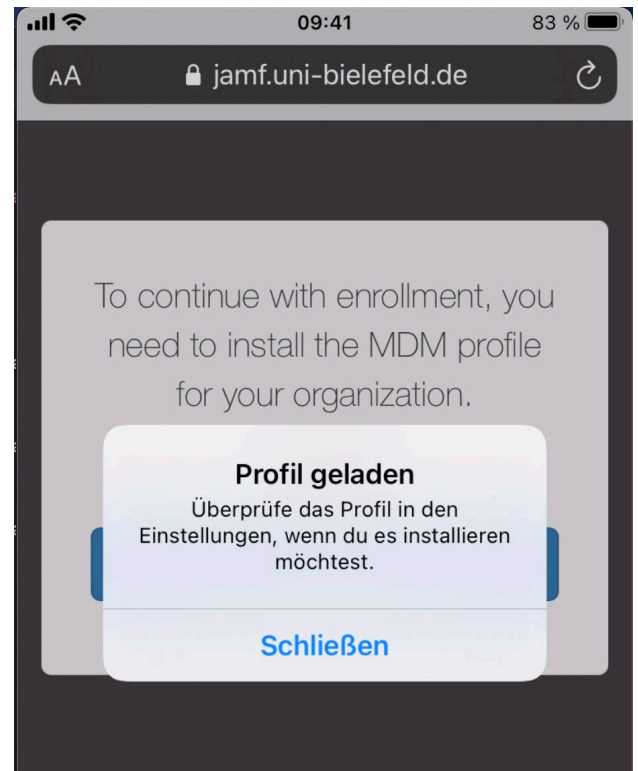 09:41
83 %
AA
jamf.uni-bielefeld.de
To continue with enrollment, you
need to install the MDM profile
for your organization.
Profil geladen
Überprüfe das Profil in den
Einstellungen, wenn du es installieren
möchtest.
Schließen